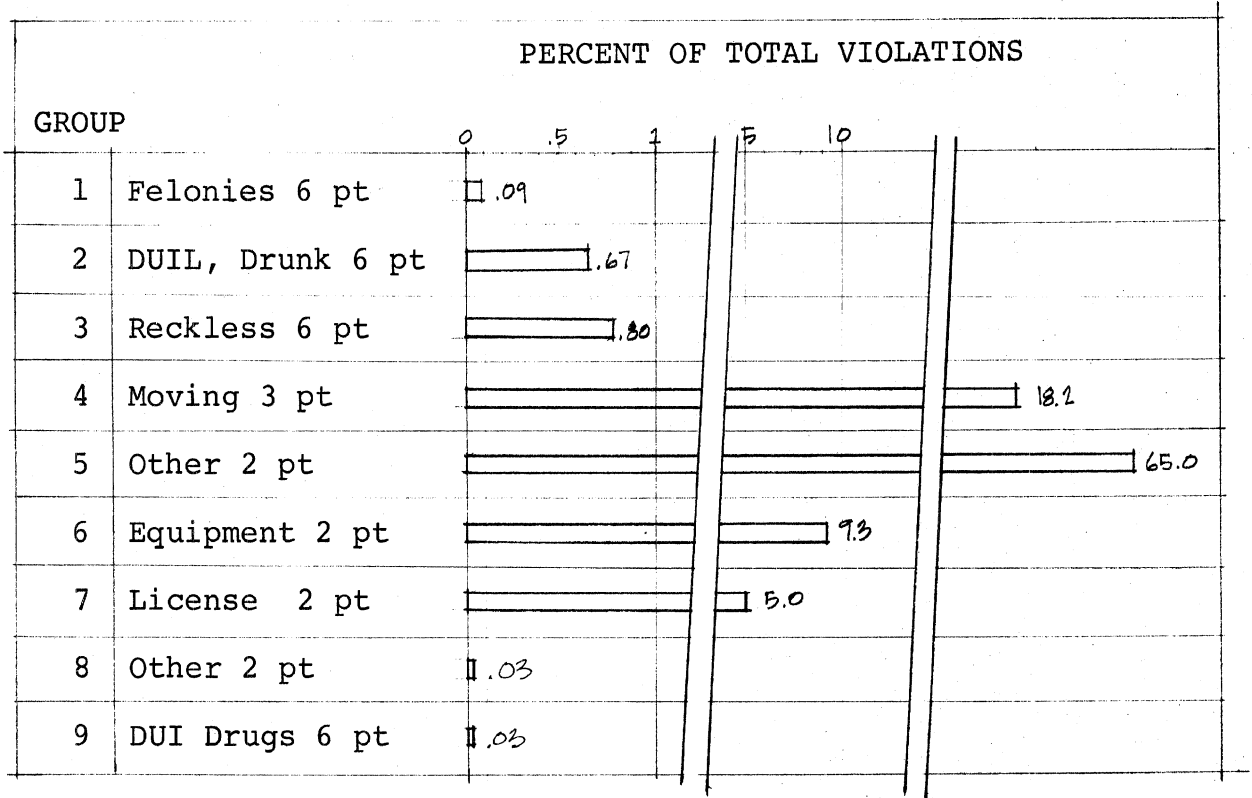 PERCENT OF TOTAL VIOLATIONS
GROUP
0 .5 1 5 10
1 Felonies 6 pt .09
2 DUIL, Drunk 6 pt .67
3 Reckless 6 pt .80
4 Moving 3 pt 18.2
5 Other 2 pt 65.0
6 Equipment 2 pt 9.3
7 License 2 pt 5.0
8 Other 2 pt .03
9 DUI Drugs 6 pt .03